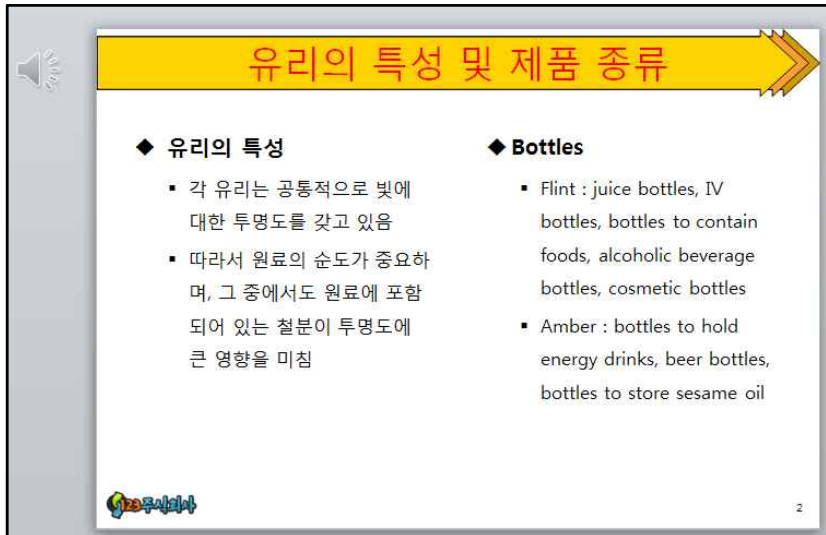 유리의 특성 및 제품 종류
◆ 유리의 특성
▪ 각 유리는 공통적으로 빛에
대한 투명도를 갖고 있음
▪ 따라서 원료의 순도가 중요하
며, 그 중에서도 원료에 포함
되어 있는 철분이 투명도에
큰 영향을 미침
◆ Bottles
▪ Flint : juice bottles, IV
bottles, bottles to contain
foods, alcoholic beverage
bottles, cosmetic bottles
▪ Amber : bottles to hold
energy drinks, beer bottles,
bottles to store sesame oil
123주식회사
2